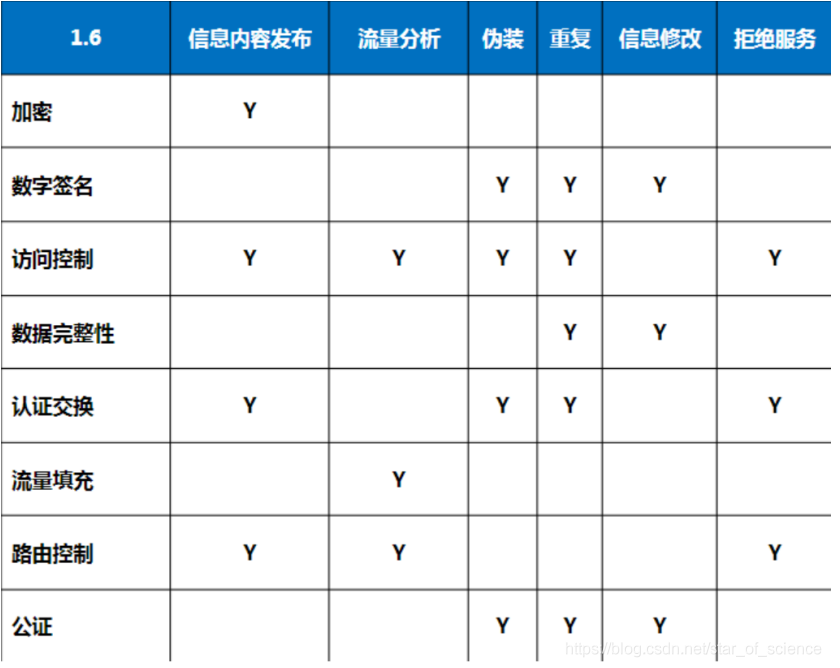 1.6 信息内容发布 流量分析 伪装 重复 信息修改 拒绝服务
加密 Y
数字签名 Y Y Y
访问控制 Y Y Y Y Y
数据完整性 Y Y
认证交换 Y Y Y Y
流量填充 Y
路由控制 Y Y Y
公证 Y Y Y
https://blog.csdn.net/star_of_science